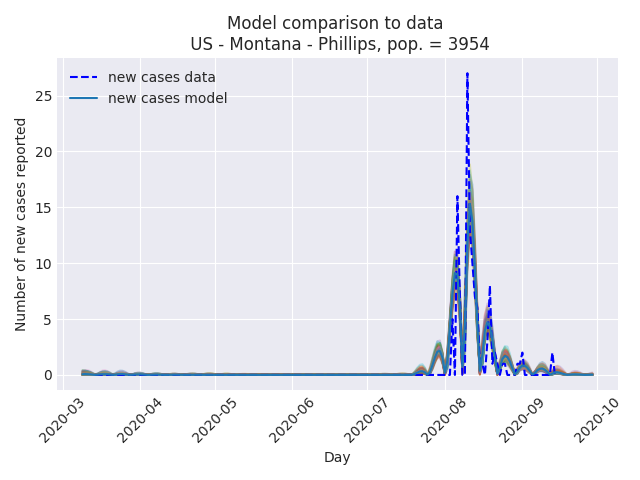 Model comparison to data
US - Montana - Phillips, pop. = 3954
new cases data
new cases model
Number of new cases reported
25
20
15
10
5
0
2020-03
2020-04
2020-05
2020-06
2020-07
2020-08
2020-09
2020-10
Day